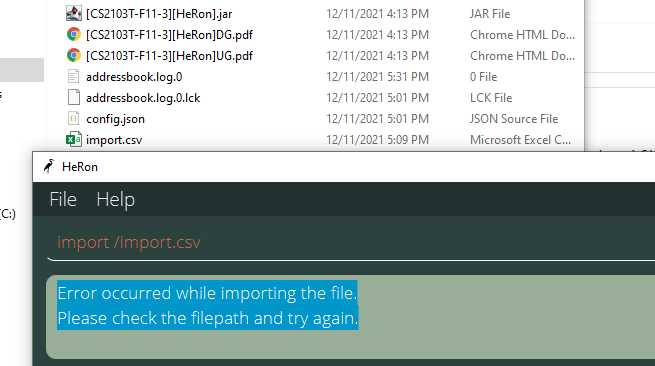 [CS2103T-F11-3][HeRon].jar 12/11/2021 4:13 PM JAR File
[CS2103T-F11-3][HeRon]DG.pdf 12/11/2021 4:13 PM Chrome HTML Do...
[CS2103T-F11-3][HeRon]UG.pdf 12/11/2021 4:13 PM Chrome HTML Do...
addressbook.log.0 12/11/2021 5:31 PM 0 File
addressbook.log.0.lck 12/11/2021 5:01 PM LCK File
config.json 12/11/2021 5:01 PM JSON Source File
import.csv 12/11/2021 5:09 PM Microsoft Excel C...
HeRon
File Help
C:)
import /import.csv
Error occurred while importing the file.
Please check the filepath and try again.